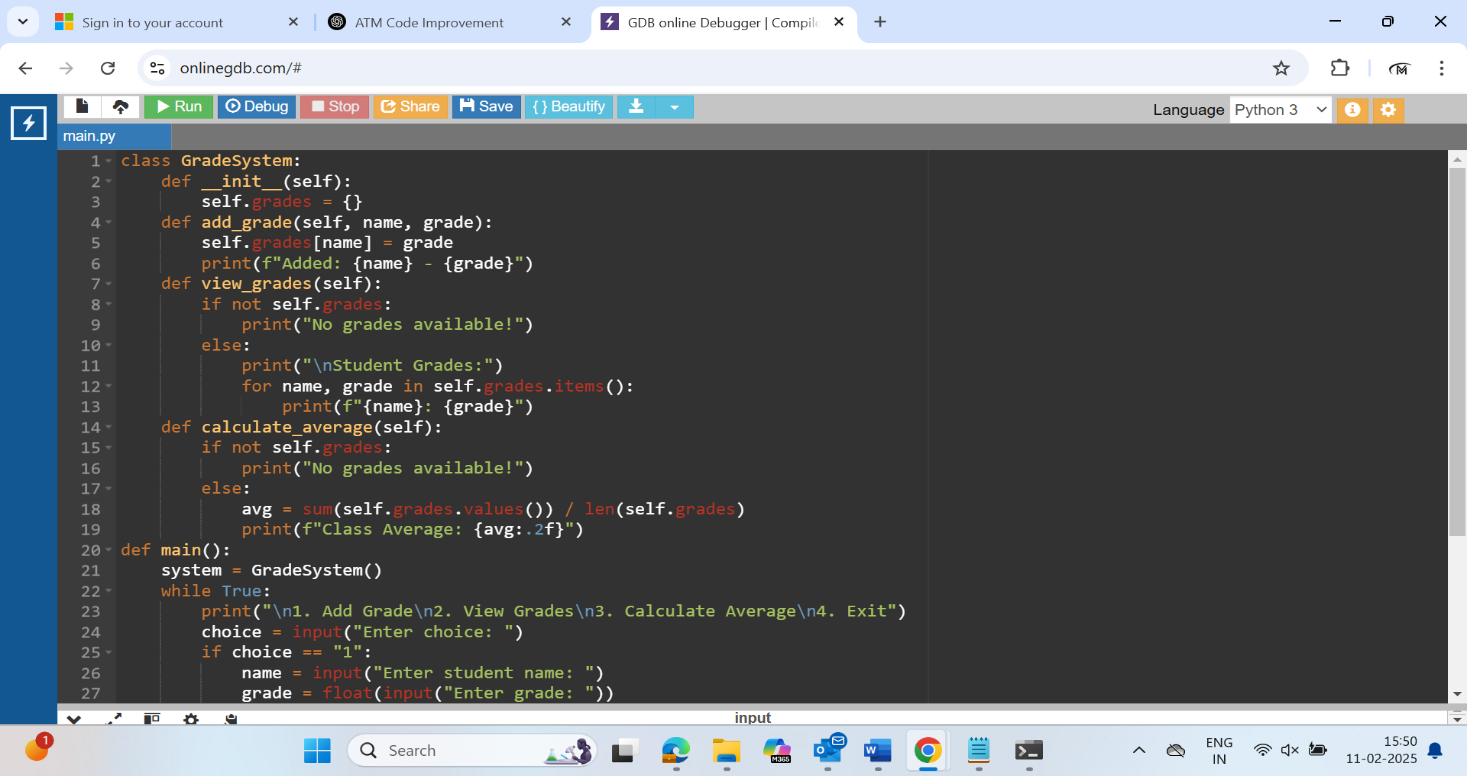 Sign in to your account
ATM Code Improvement
GDB online Debugger | Compile
onlinegdb.com/#
Run
Debug
Stop
Share
Save
{ } Beautify
Language Python 3
main.py
1 class GradeSystem:
2 def __init__(self):
3 self.grades = {}
4 def add_grade(self, name, grade):
5 self.grades[name] = grade
6 print(f"Added: {name} - {grade}")
7 def view_grades(self):
8 if not self.grades:
9 print("No grades available!")
10 else:
11 print("\nStudent Grades:")
12 for name, grade in self.grades.items():
13 print(f"{name}: {grade}")
14 def calculate_average(self):
15 if not self.grades:
16 print("No grades available!")
17 else:
18 avg = sum(self.grades.values()) / len(self.grades)
19 print(f"Class Average: {avg:.2f}")
20 def main():
21 system = GradeSystem()
22 while True:
23 print("\n1. Add Grade\n2. View Grades\n3. Calculate Average\n4. Exit")
24 choice = input("Enter choice: ")
25 if choice == "1":
26 name = input("Enter student name: ")
27 grade = float(input("Enter grade: "))
input
1
Search
M365
ENG
IN
15:50
11-02-2025